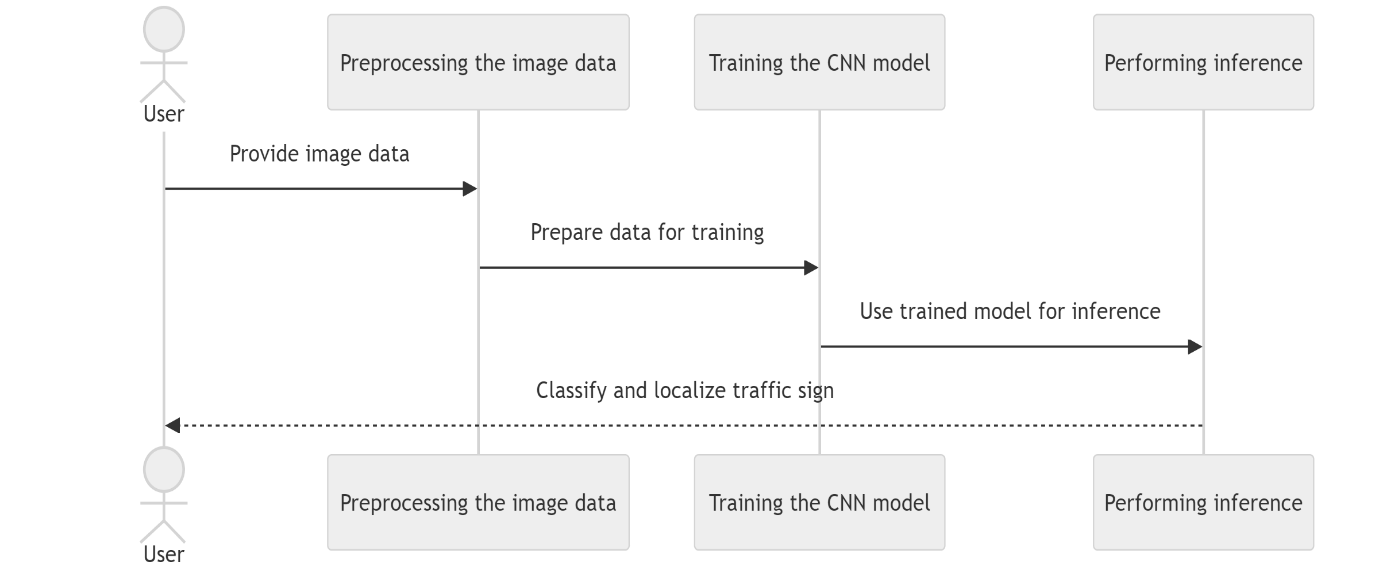 Preprocessing the image data
Training the CNN model
Performing inference
User
Provide image data
Prepare data for training
Use trained model for inference
Classify and localize traffic sign
Preprocessing the image data
Training the CNN model
Performing inference
User